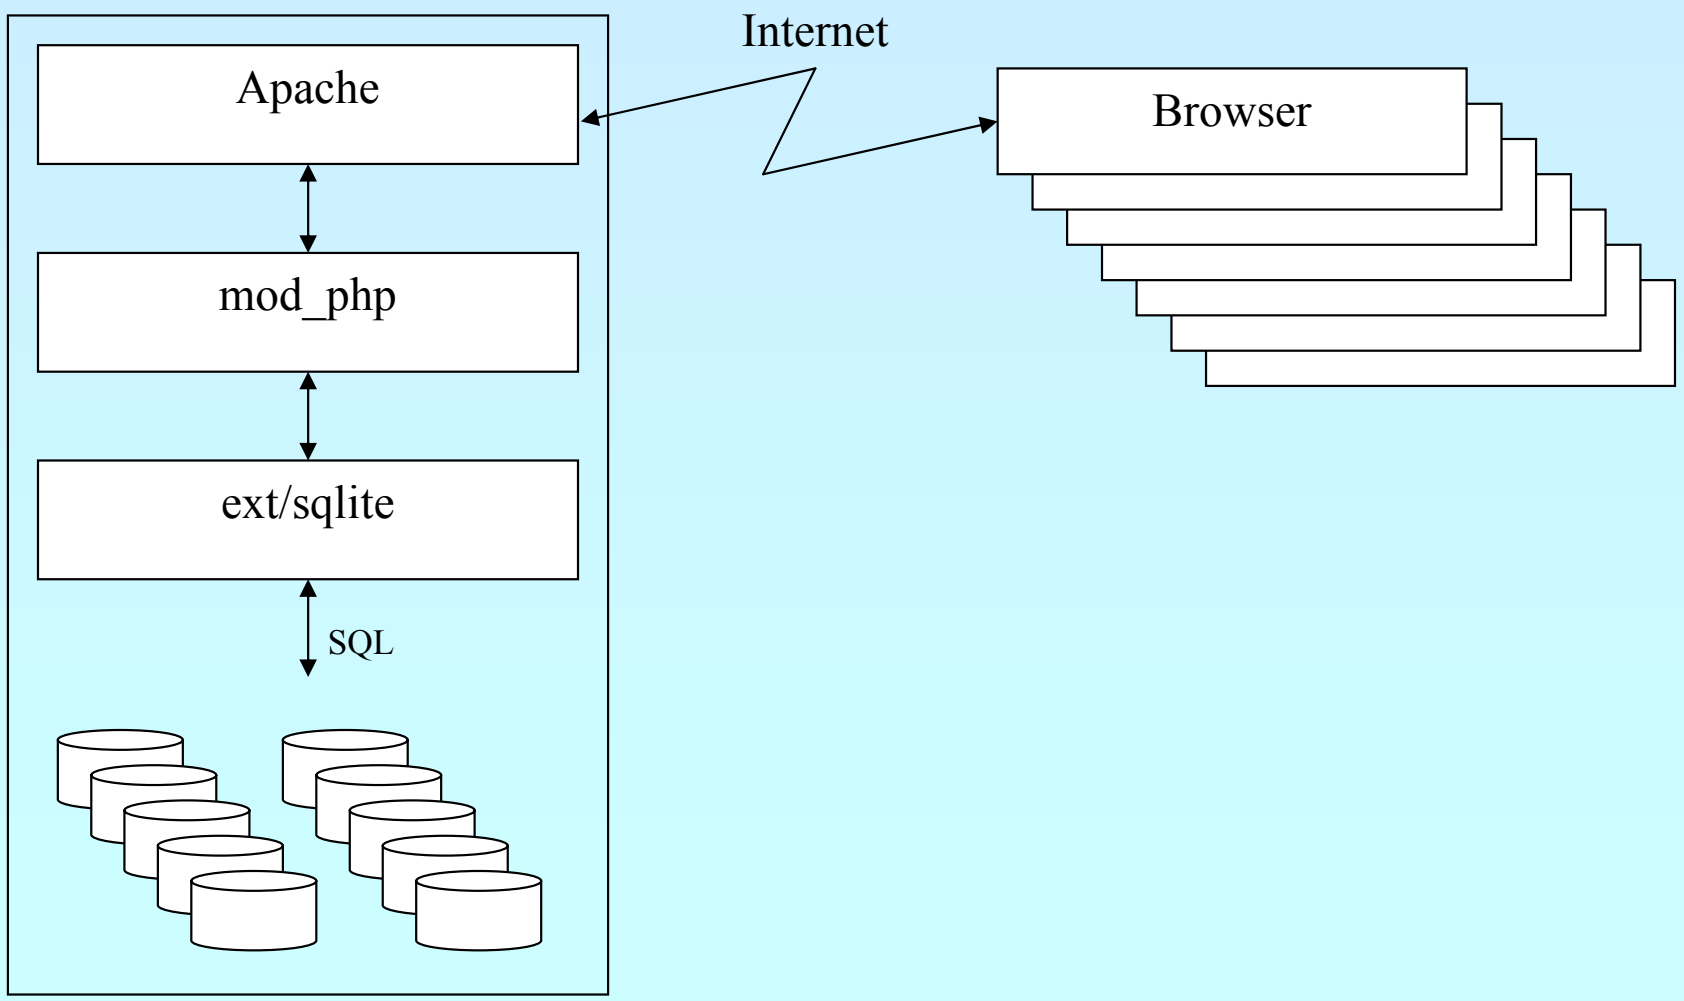 Internet
Apache
Browser
mod_php
ext/sqlite
SQL